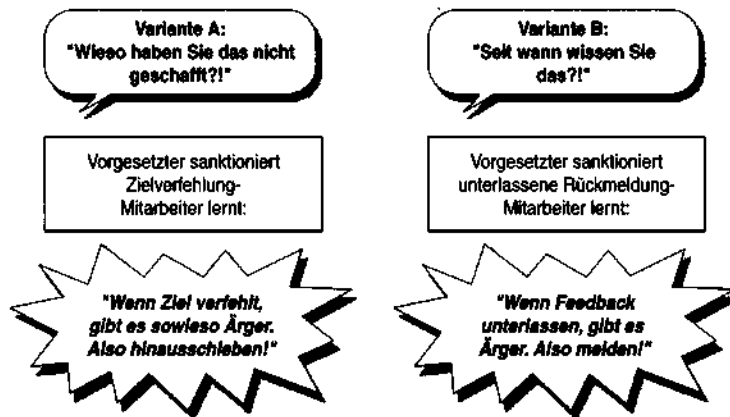 Variante A:
"Wieso haben Sie das nicht
geschafft?!"
Vorgesetzter sanktioniert
Zielverfehlung-
Mitarbeiter lernt:
"Wenn Ziel verfehlt,
gibt es sowieso Ärger.
Also hinausschieben!"
Variante B:
"Seit wann wissen Sie
das?!"
Vorgesetzter sanktioniert
unterlassene Rückmeldung-
Mitarbeiter lernt:
"Wenn Feedback
unterlassen, gibt es
Ärger. Also melden!"